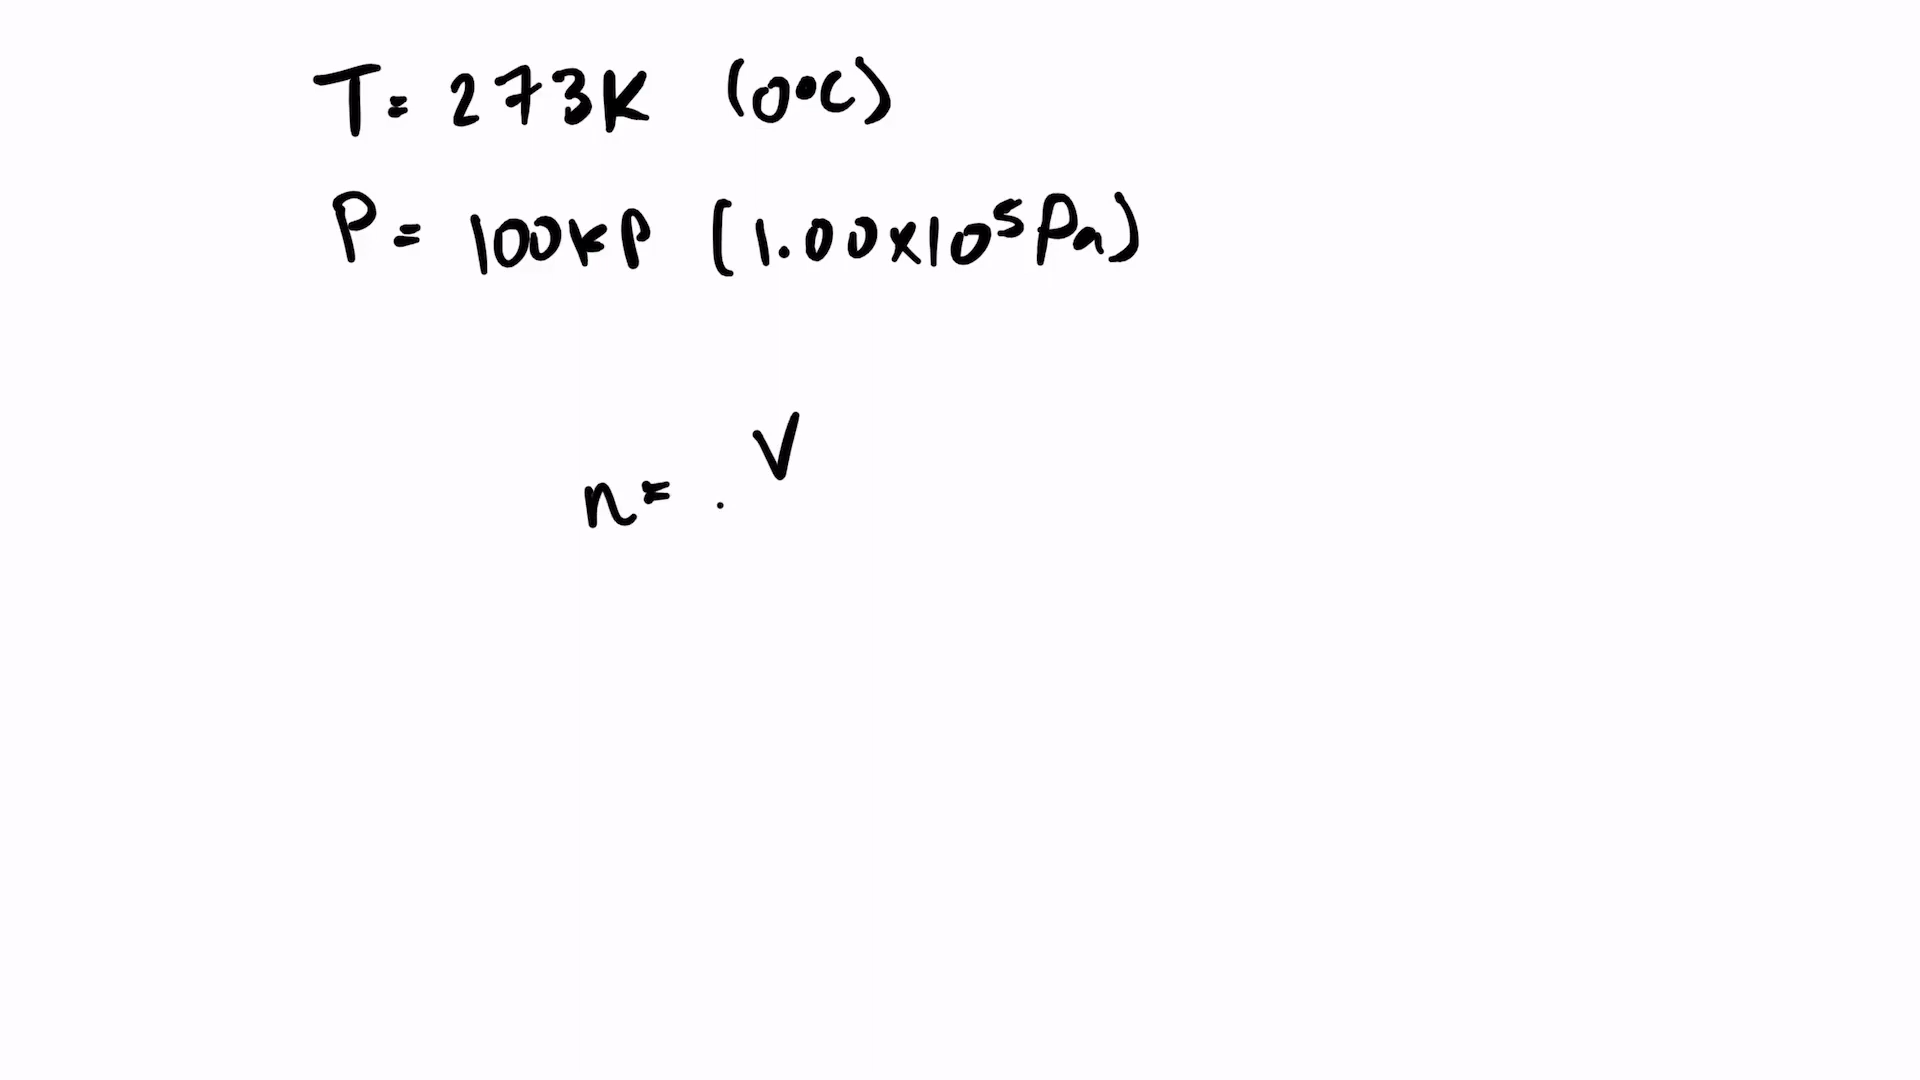 T= 273K (0°C)
P= 100kP (1.00x10⁵Pa)
V
n= .